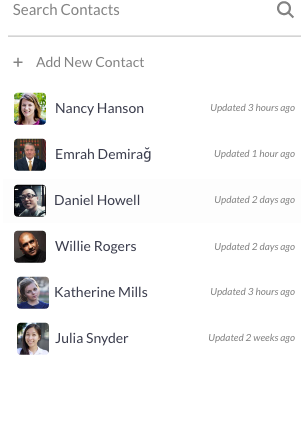 Search Contacts
+ Add New Contact
Nancy Hanson Updated 3 hours ago
Emrah Demirağ Updated 1 hour ago
Daniel Howell Updated 2 days ago
Willie Rogers Updated 2 days ago
Katherine Mills Updated 3 hours ago
Julia Snyder Updated 2 weeks ago